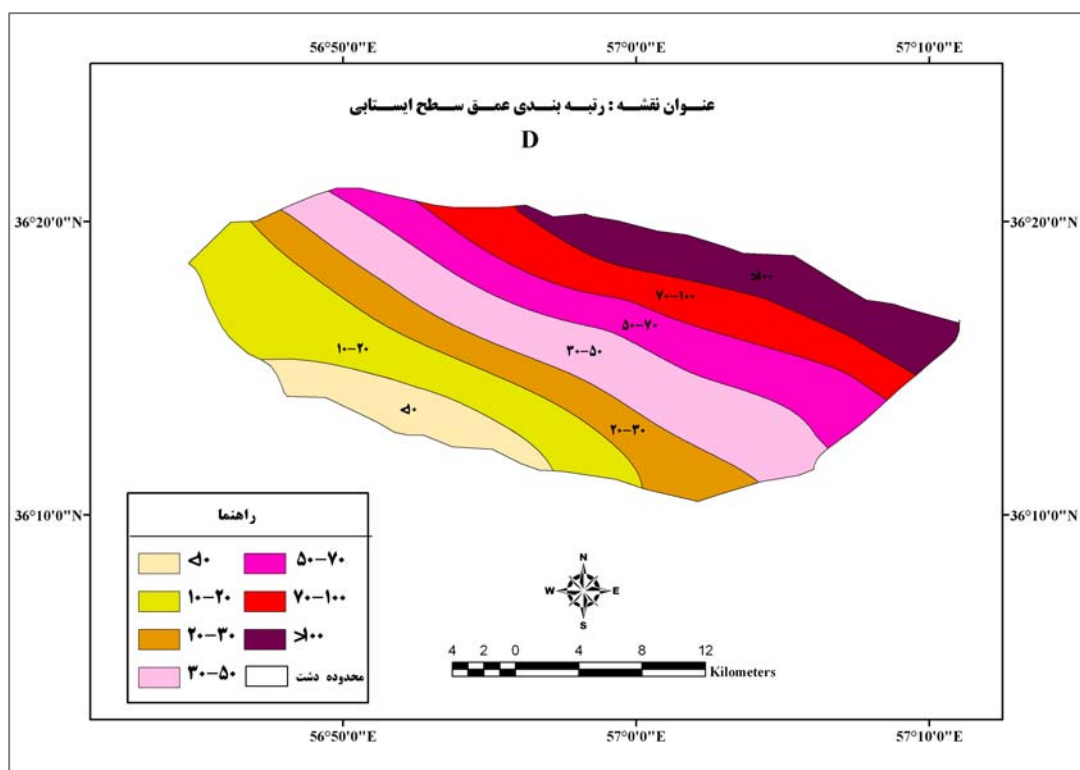 56°50'0"E 57°0'0"E 57°10'0"E
عنوان نقشه : رتبه بندی عمق سطح ایستابی
D
36°20'0"N 36°20'0"N
>۱۰۰
۷۰-۱۰۰
۵۰-۷۰
۳۰-۵۰
۱۰-۲۰
<۱۰
۲۰-۳۰
36°10'0"N 36°10'0"N
راهنما
<۱۰ ۵۰-۷۰
۱۰-۲۰ ۷۰-۱۰۰
۲۰-۳۰ >۱۰۰
۳۰-۵۰ محدوده دشت
N
W E
S
4 2 0 4 8 12
Kilometers
56°50'0"E 57°0'0"E 57°10'0"E